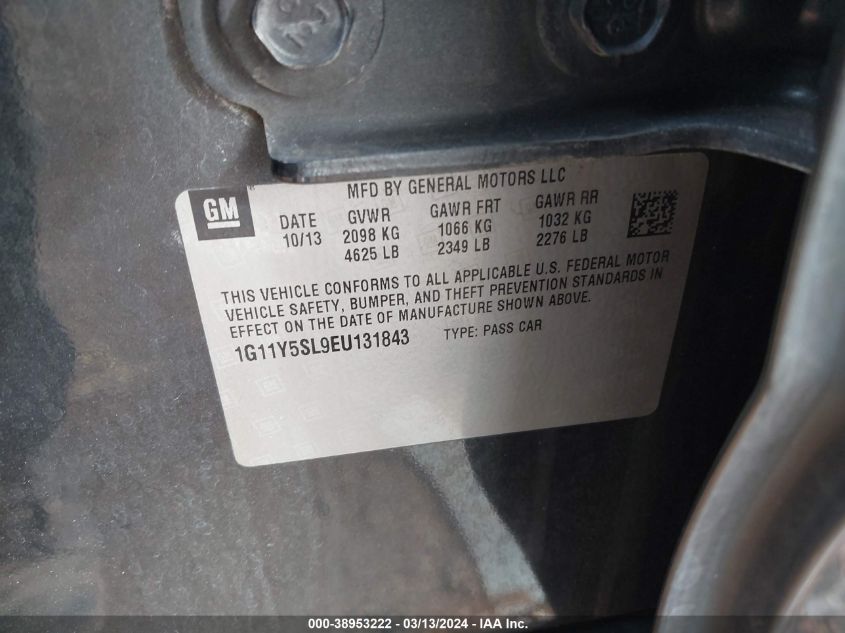 MFD BY GENERAL MOTORS LLC
GM
DATE GVWR GAWR FRT GAWR RR
10/13 2098 KG 1066 KG 1032 KG
4625 LB 2349 LB 2276 LB
THIS VEHICLE CONFORMS TO ALL APPLICABLE U.S. FEDERAL MOTOR
VEHICLE SAFETY, BUMPER, AND THEFT PREVENTION STANDARDS IN
EFFECT ON THE DATE OF MANUFACTURE SHOWN ABOVE.
1G11Y5SL9EU131843 TYPE: PASS CAR
000-38953222 - 03/13/2024 - IAAI Inc.